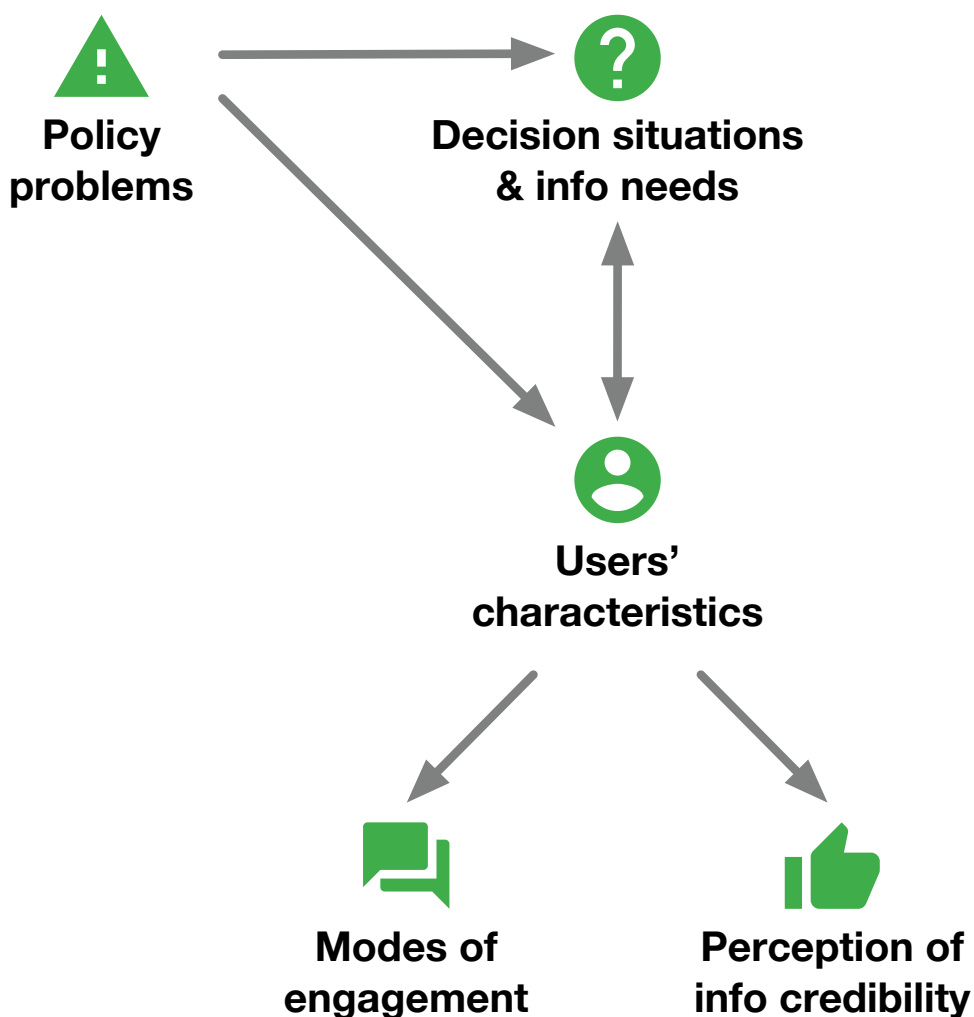 Policy
problems
Decision situations
& info needs
Users’
characteristics
Modes of
engagement
Perception of
info credibility